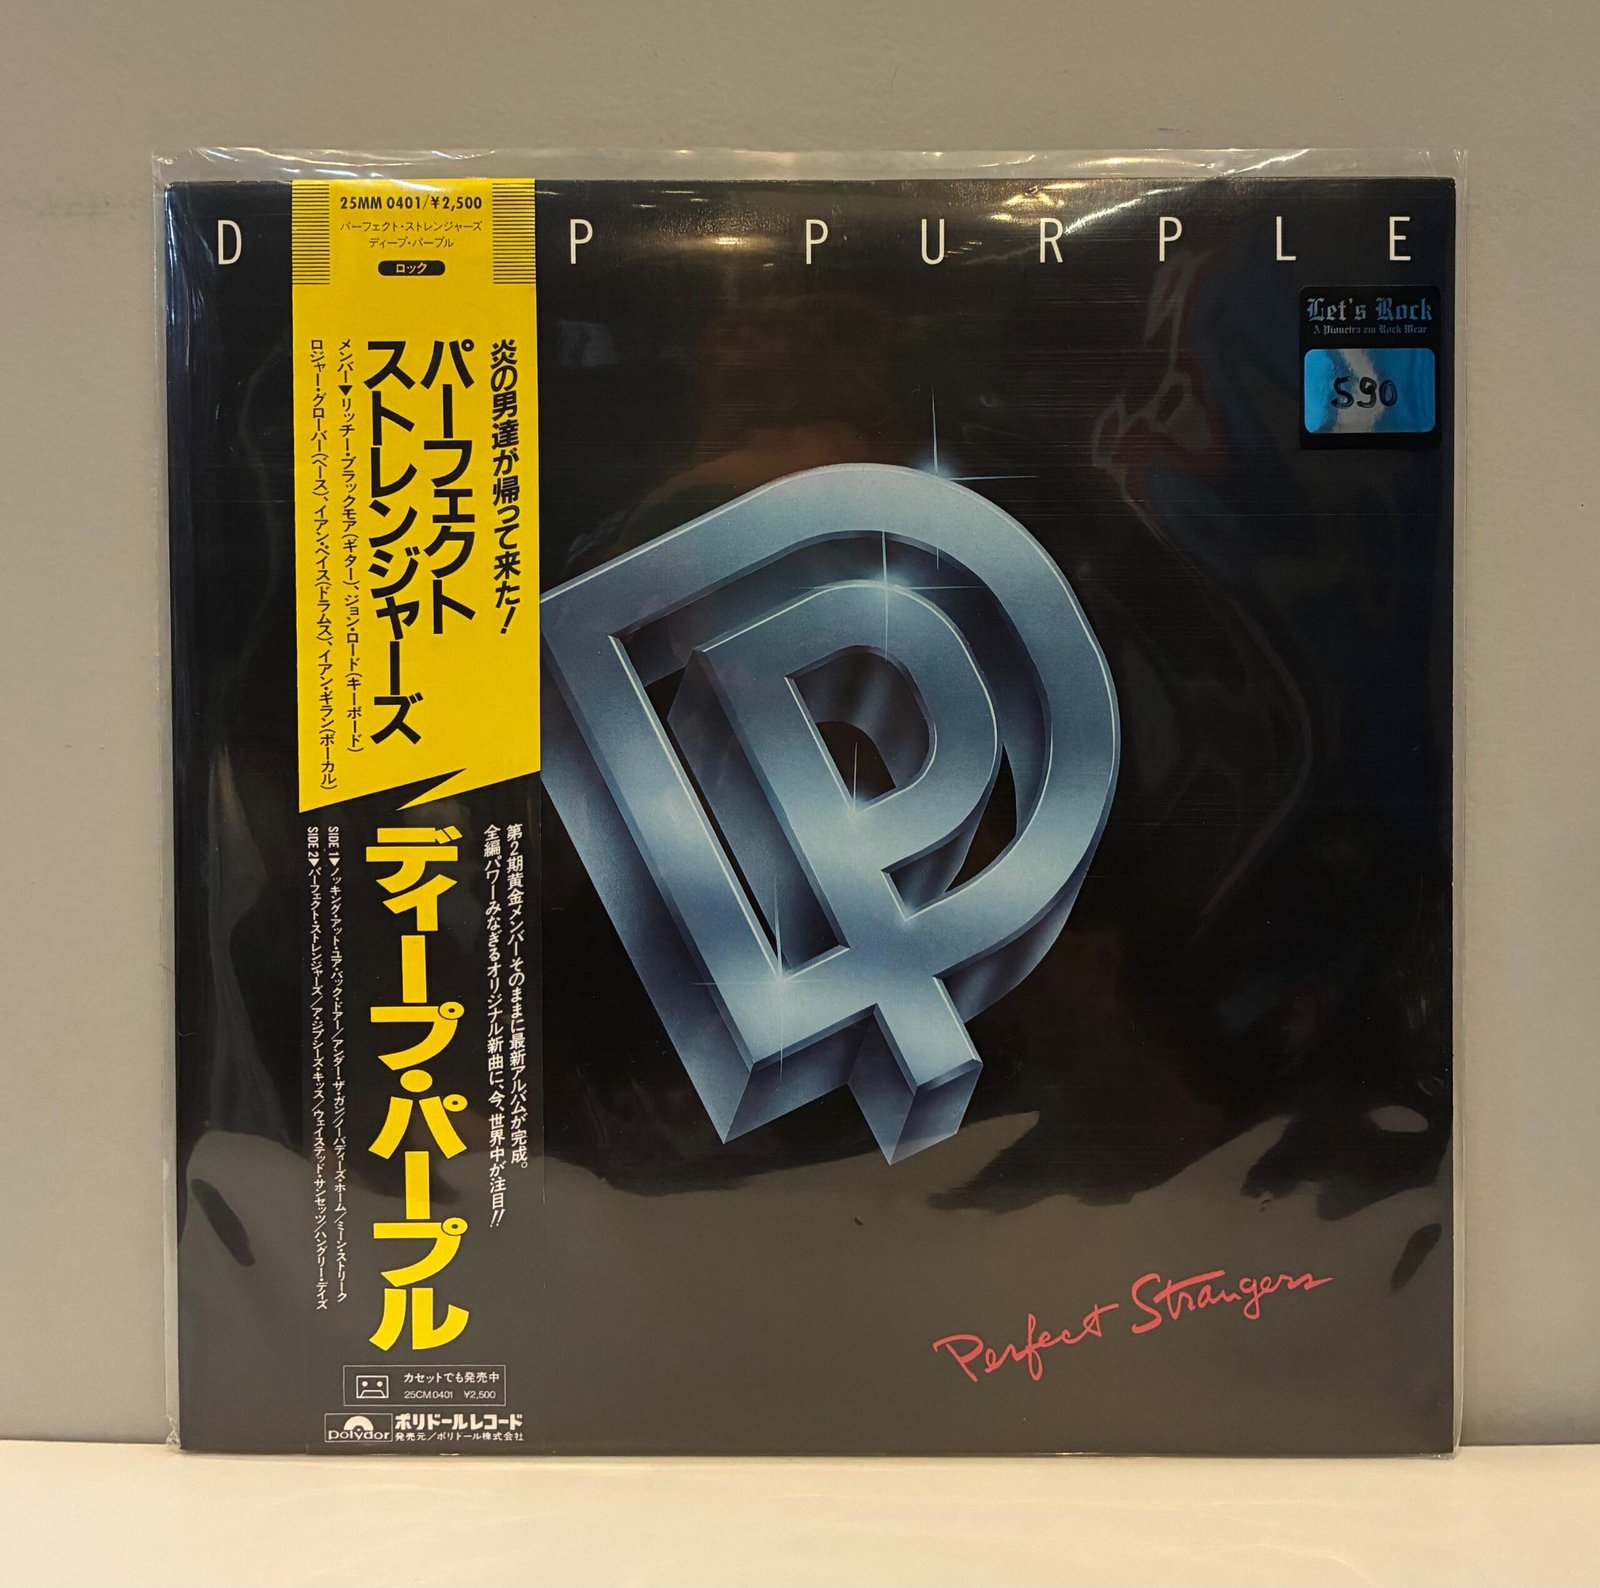 D P PURPLE
25MM 0401/¥2,500
パーフェクト・ストレンジャーズ
ディープ・パープル
ロック
炎の男達が帰って来た!
パーフェクト
ストレンジャーズ
メンバー▼リッチー・ブラックモア(ギター)、ジョン・ロード(キーボード)
ロジャー・グローバー(ベース)、イアン・ペイス(ドラムス)、イアン・ギラン(ボーカル)
ディープ・パープル
第2期黄金メンバーそのままに最新アルバムが完成。
全編パワーみなぎるオリジナル新曲に、今、世界中が注目!!
SIDE 1▶ノッキング・アット・ユア・バック・ドアー/アンダー・ザ・ガン/ノーバディーズ・ホーム/ミーン・ストリーク
SIDE 2▶パーフェクト・ストレンジャーズ/ア・ジプシーズ・キッス/ウェイステッド・サンセッツ/ハングリー・デイズ
カセットでも発売中
25CM0401 ¥2,500
polydor
ポリドールレコード
発売元/ポリドール株式会社
Let's Rock
A Pioneira em Rock Wear
590
DP
Perfect Strangers